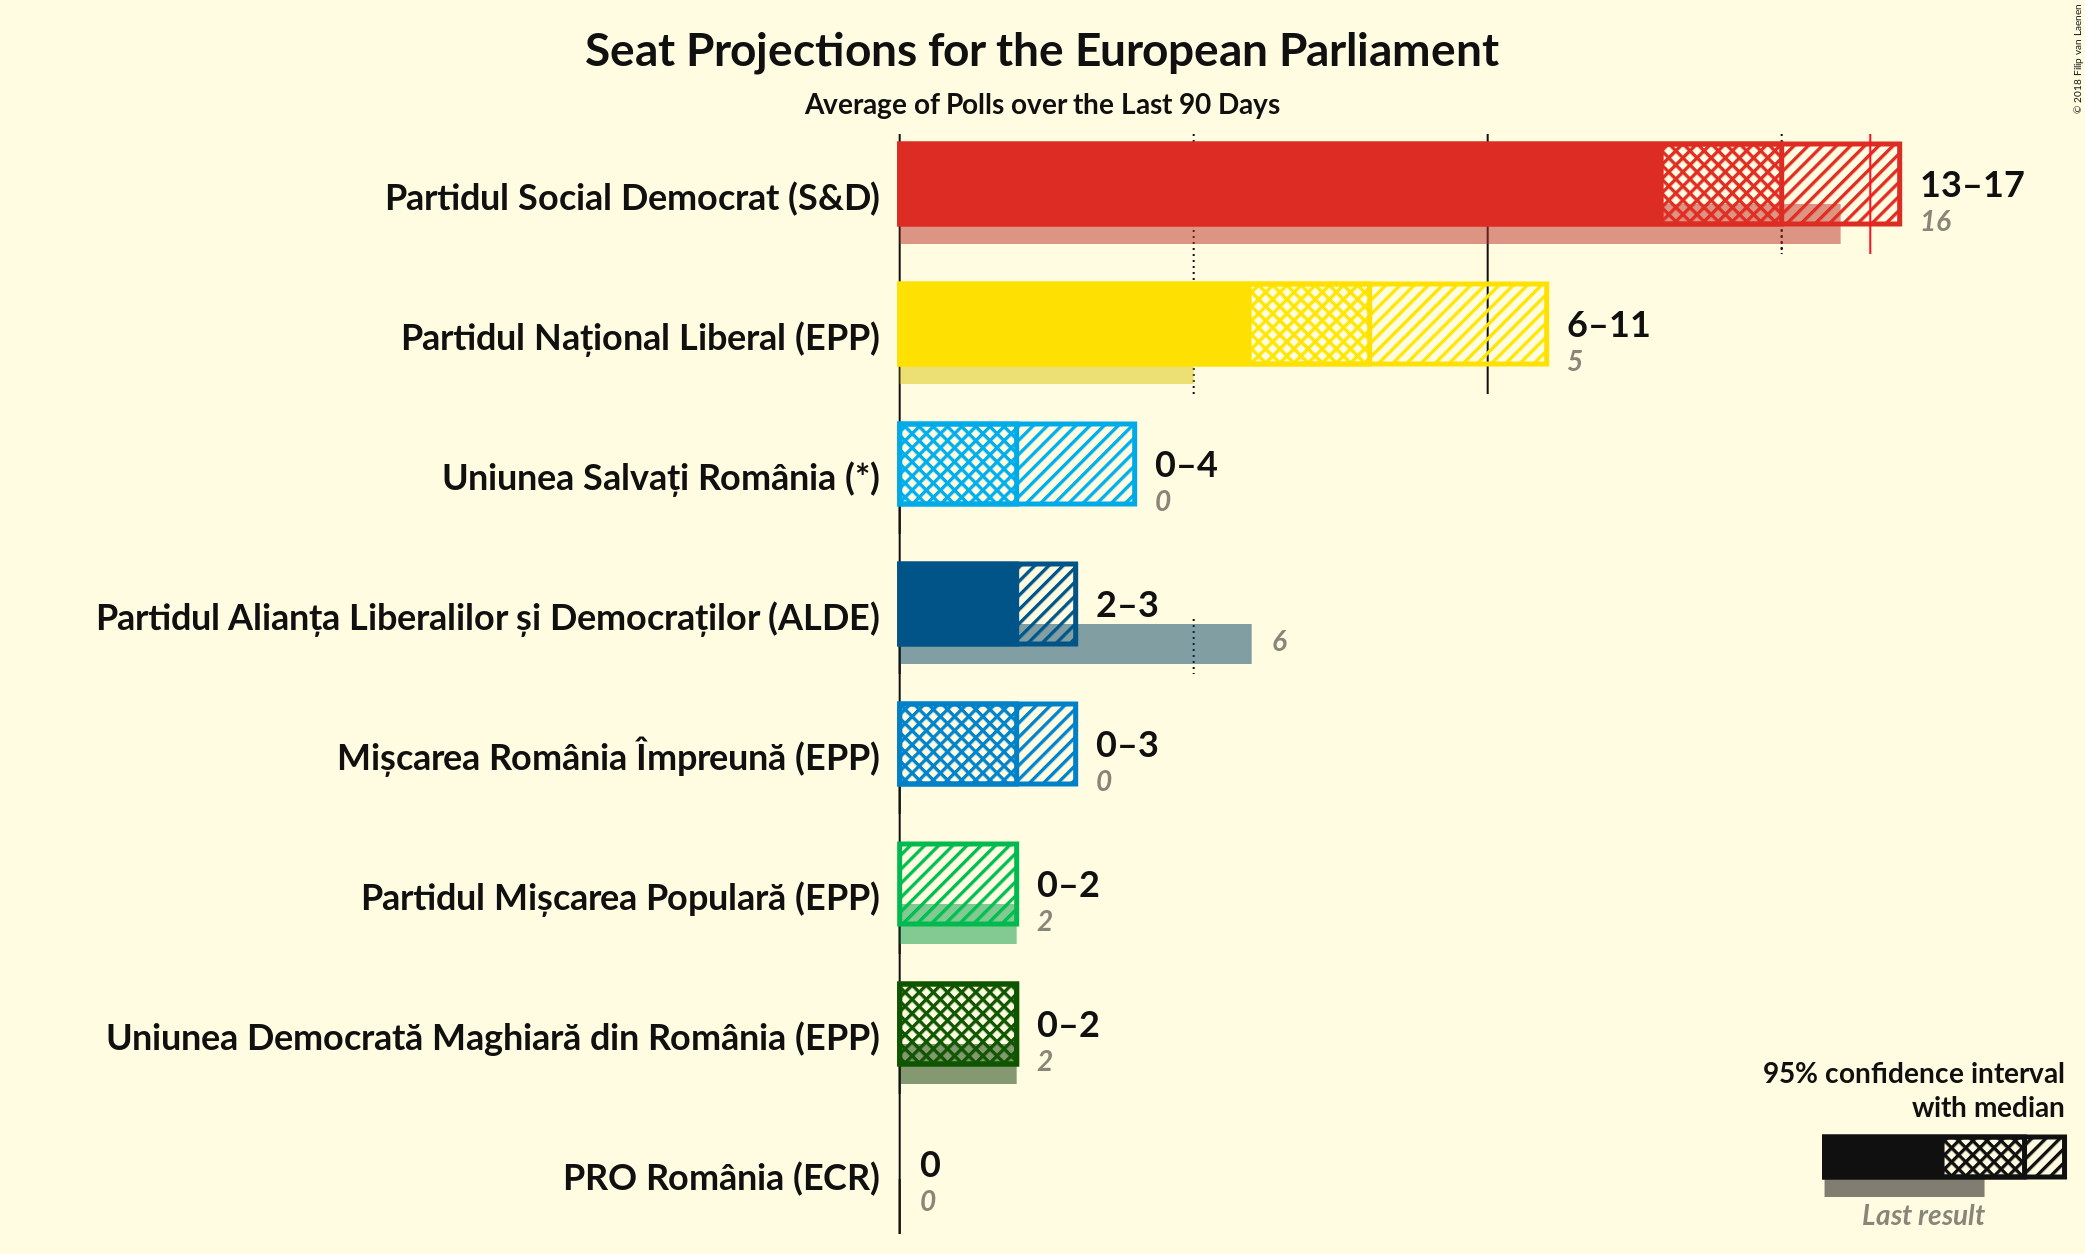 Seat Projections for the European Parliament
Average of Polls over the Last 90 Days
© 2018 Filip van Laenen
Partidul Social Democrat (S&D)
13–17
16
Partidul Național Liberal (EPP)
6–11
5
Uniunea Salvați România (*)
0–4
0
Partidul Alianța Liberalilor și Democraților (ALDE)
2–3
6
Mișcarea România Împreună (EPP)
0–3
0
Partidul Mișcarea Populară (EPP)
0–2
2
Uniunea Democrată Maghiară din România (EPP)
0–2
2
PRO România (ECR)
0
0
95% confidence interval
with median
Last result